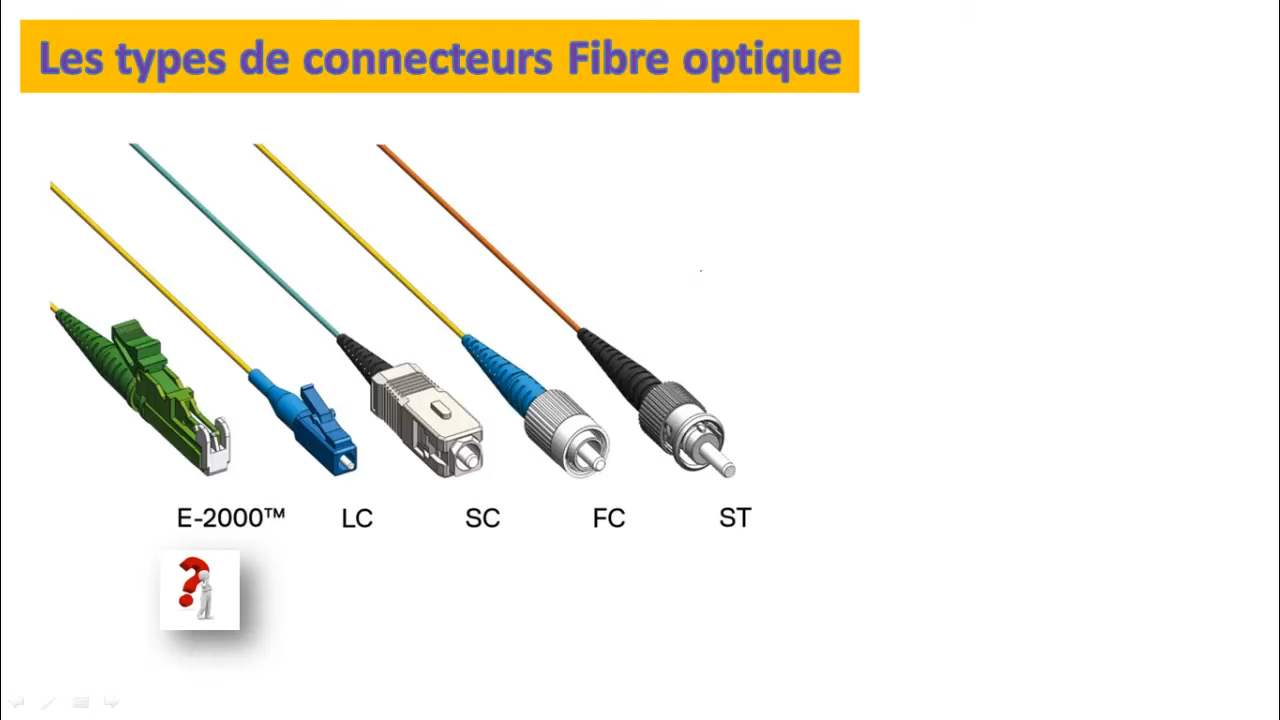 Les types de connecteurs Fibre optique
E-2000™ LC SC FC ST